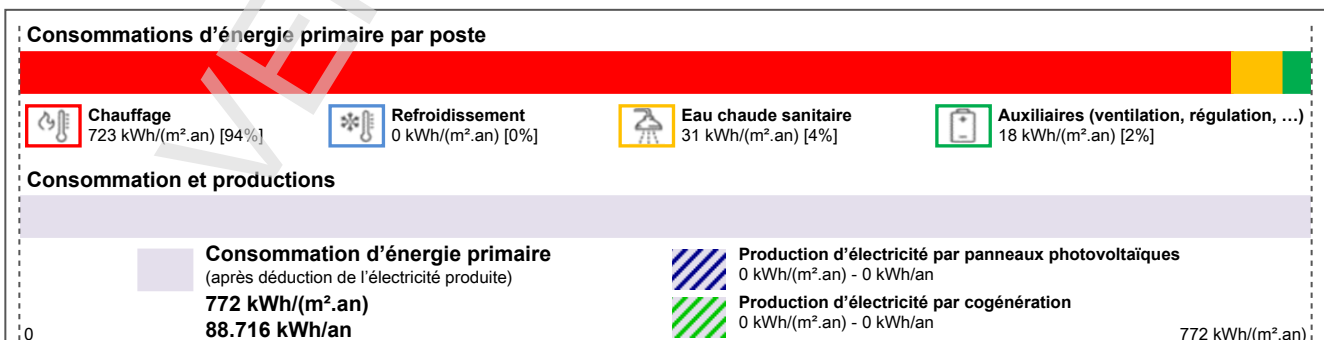 Consommations d'énergie primaire par poste
Chauffage
723 kWh/(m².an) [94%]
Refroidissement
0 kWh/(m².an) [0%]
Eau chaude sanitaire
31 kWh/(m².an) [4%]
Auxiliaires (ventilation, régulation, …)
18 kWh/(m².an) [2%]
Consommation et productions
Consommation d'énergie primaire
(après déduction de l'électricité produite)
772 kWh/(m².an)
88.716 kWh/an
Production d'électricité par panneaux photovoltaïques
0 kWh/(m².an) - 0 kWh/an
Production d'électricité par cogénération
0 kWh/(m².an) - 0 kWh/an
0
772 kWh/(m².an)